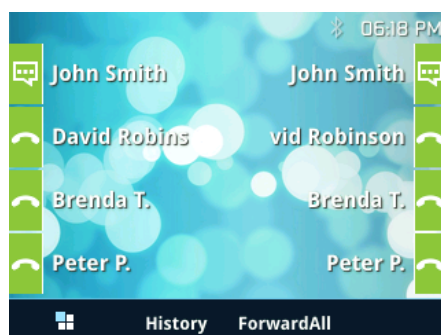 06:18 PM
John Smith John Smith
David Robins vid Robinson
Brenda T. Brenda T.
Peter P. Peter P.
History ForwardAll